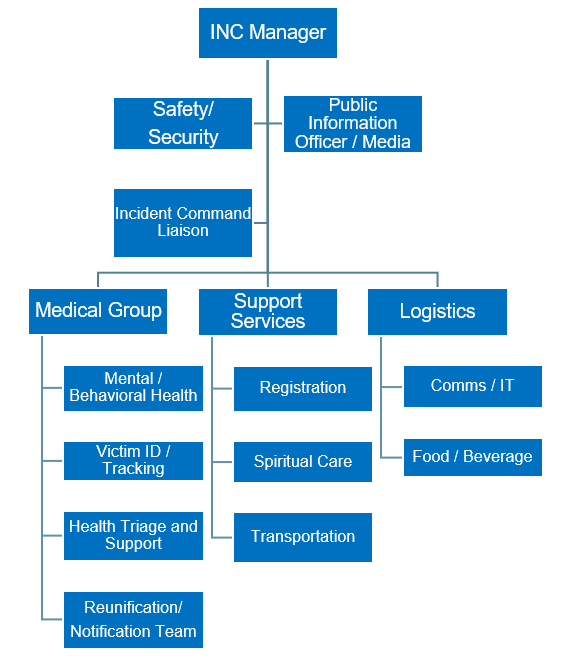 INC Manager
Safety/
Security
Public
Information
Officer / Media
Incident Command
Liaison
Medical Group
Support
Services
Logistics
Mental /
Behavioral Health
Registration
Comms / IT
Victim ID /
Tracking
Spiritual Care
Food / Beverage
Health Triage and
Support
Transportation
Reunification/
Notification Team